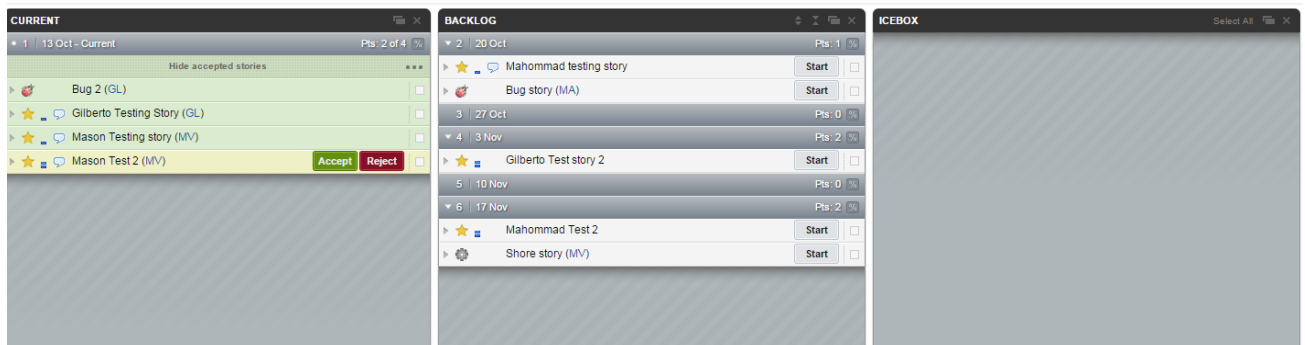 CURRENT
1 13 Oct - Current Pts: 2 of 4 %
Hide accepted stories
Bug 2 (GL)
Gilberto Testing Story (GL)
Mason Testing story (MV)
Mason Test 2 (MV) Accept Reject
BACKLOG
2 20 Oct Pts: 1 %
Mahommad testing story Start
Bug story (MA) Start
3 27 Oct Pts: 0 %
4 3 Nov Pts: 2 %
Gilberto Test story 2 Start
5 10 Nov Pts: 0 %
6 17 Nov Pts: 2 %
Mahommad Test 2 Start
Shore story (MV) Start
ICEBOX Select All